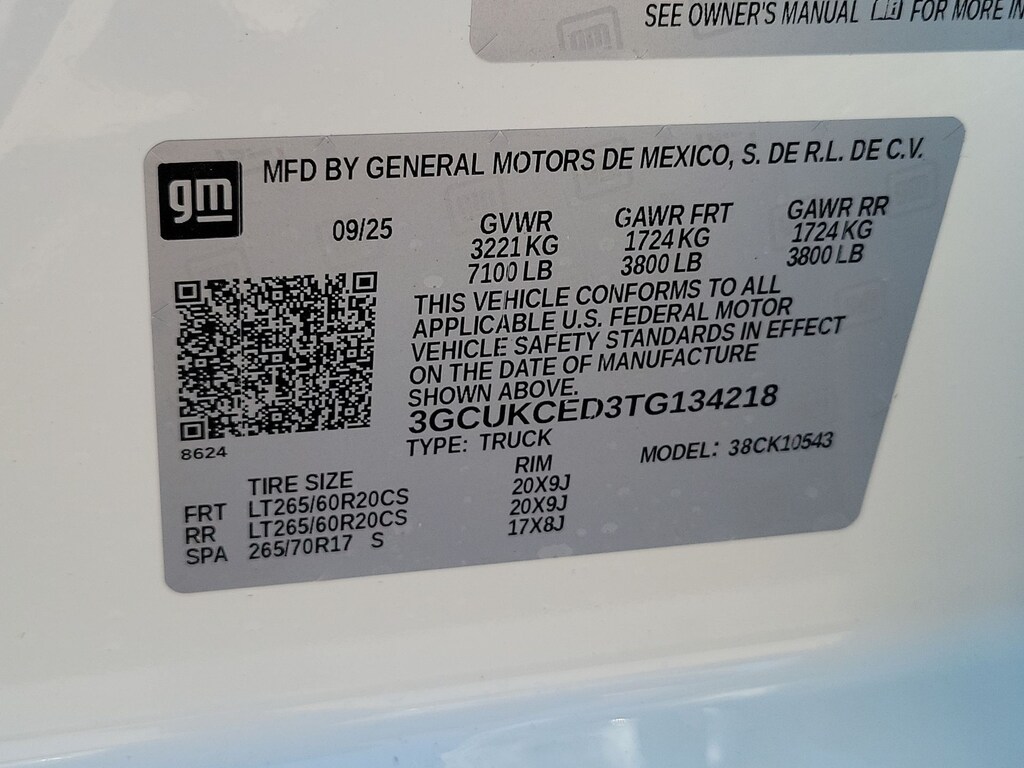 SEE OWNER'S MANUAL FOR MORE IN
gm
MFD BY GENERAL MOTORS DE MEXICO, S. DE R.L. DE C.V.
09/25 GVWR GAWR FRT GAWR RR
3221 KG 1724 KG 1724 KG
7100 LB 3800 LB 3800 LB
THIS VEHICLE CONFORMS TO ALL
APPLICABLE U.S. FEDERAL MOTOR
VEHICLE SAFETY STANDARDS IN EFFECT
ON THE DATE OF MANUFACTURE
SHOWN ABOVE.
3GCUKCED3TG134218
8624
TYPE: TRUCK MODEL: 38CK10543
TIRE SIZE RIM
FRT LT265/60R20CS 20X9J
RR LT265/60R20CS 20X9J
SPA 265/70R17 S 17X8J